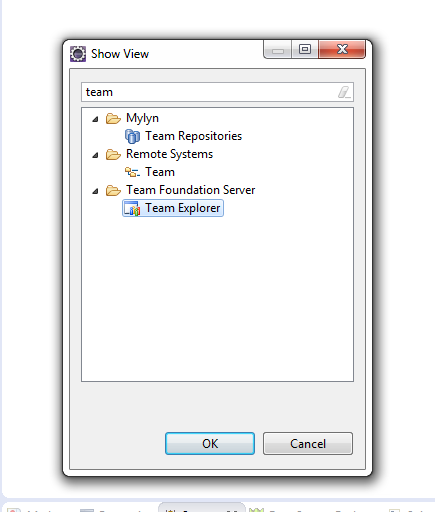 Show View
team
Mylyn
Team Repositories
Remote Systems
Team
Team Foundation Server
Team Explorer
OK
Cancel